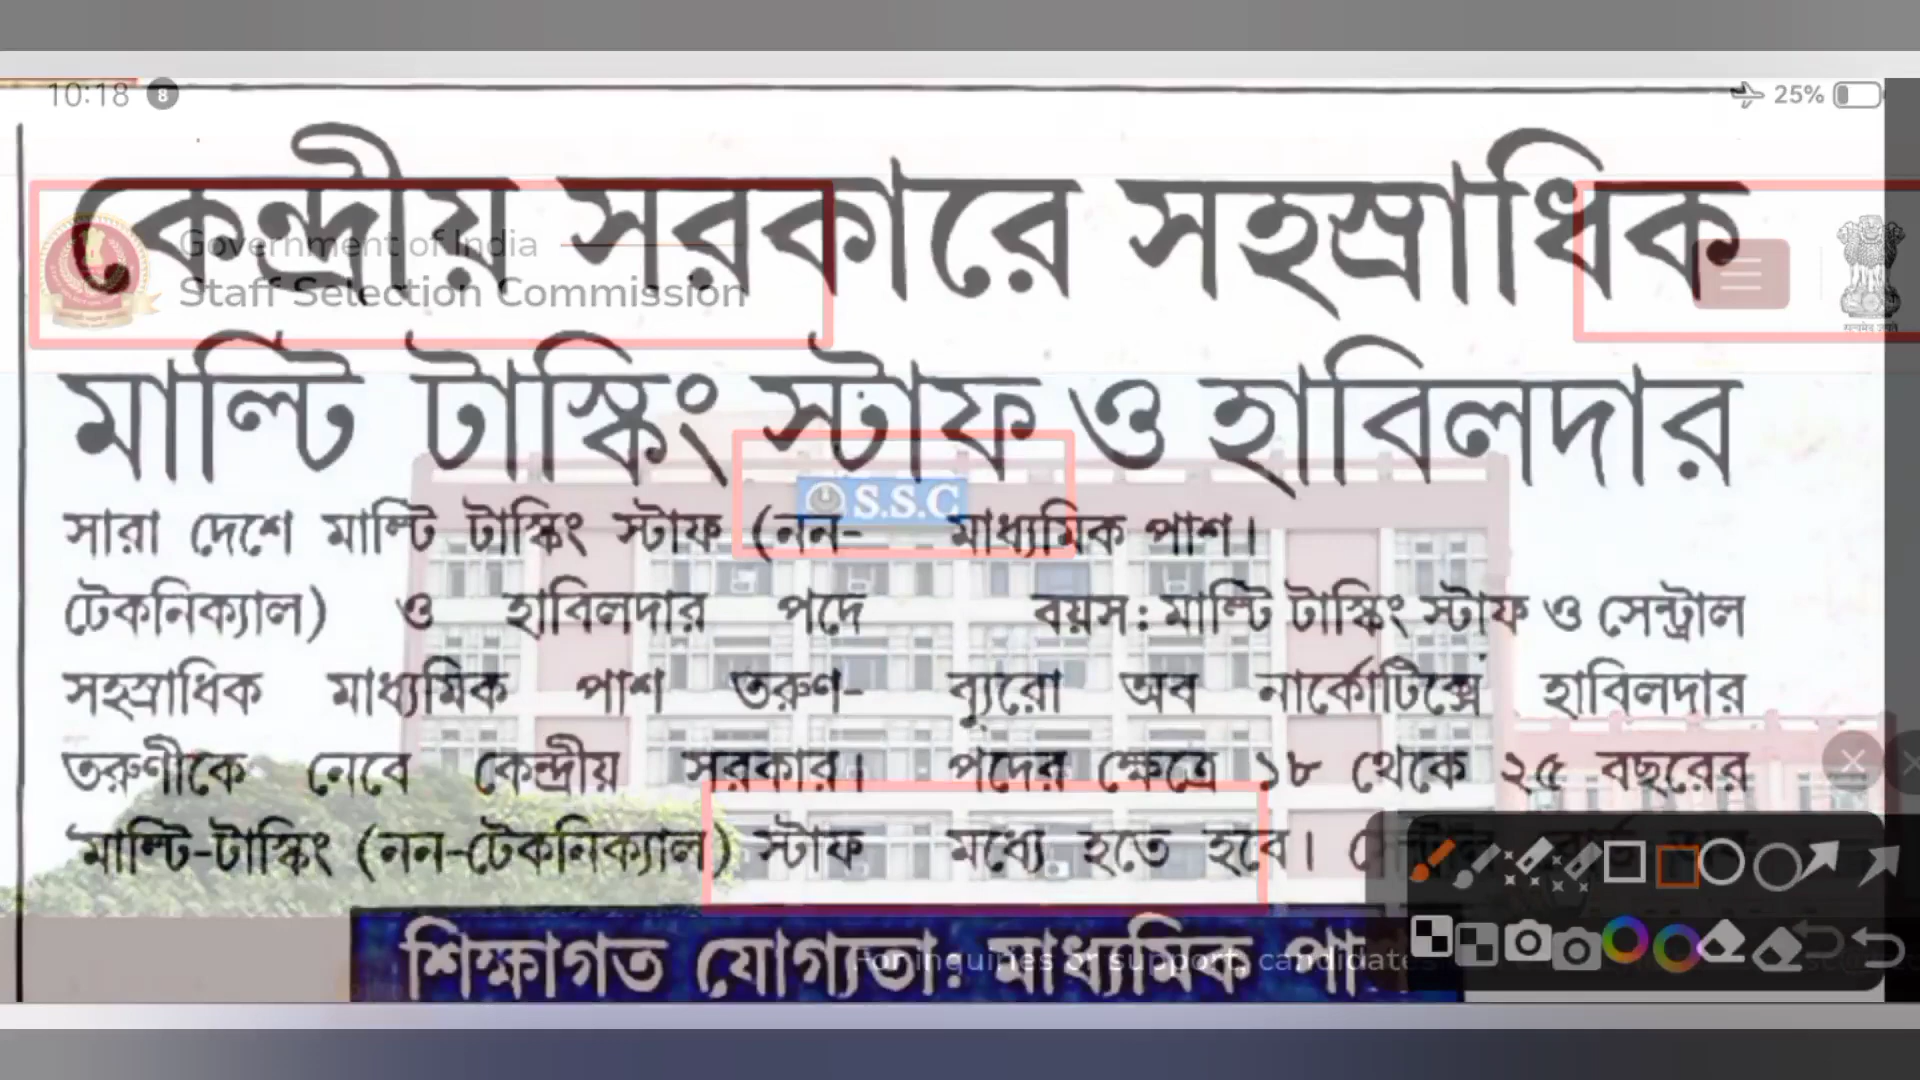 10:18 8
25%
কেন্দ্রীয় সরকারে সহস্রাধিক
Government of India
Staff Selection Commission
মাল্টি টাস্কিং স্টাফ ও হাবিলদার
S.S.C
সারা দেশে মাল্টি টাস্কিং স্টাফ (নন-
টেকনিক্যাল) ও হাবিলদার পদে
সহস্রাধিক মাধ্যমিক পাশ তরুণ-
তরুণীকে নেবে কেন্দ্রীয় সরকার।
মাল্টি-টাস্কিং (নন-টেকনিক্যাল) স্টাফ
মাধ্যমিক পাশ।
বয়স: মাল্টি টাস্কিং স্টাফ ও সেন্ট্রাল
ব্যুরো অব নার্কোটিক্সে হাবিলদার
পদের ক্ষেত্রে ১৮ থেকে ২৫ বছরের
মধ্যে হতে হবে।
শিক্ষাগত যোগ্যতা: মাধ্যমিক
For inquiries or support, candidates